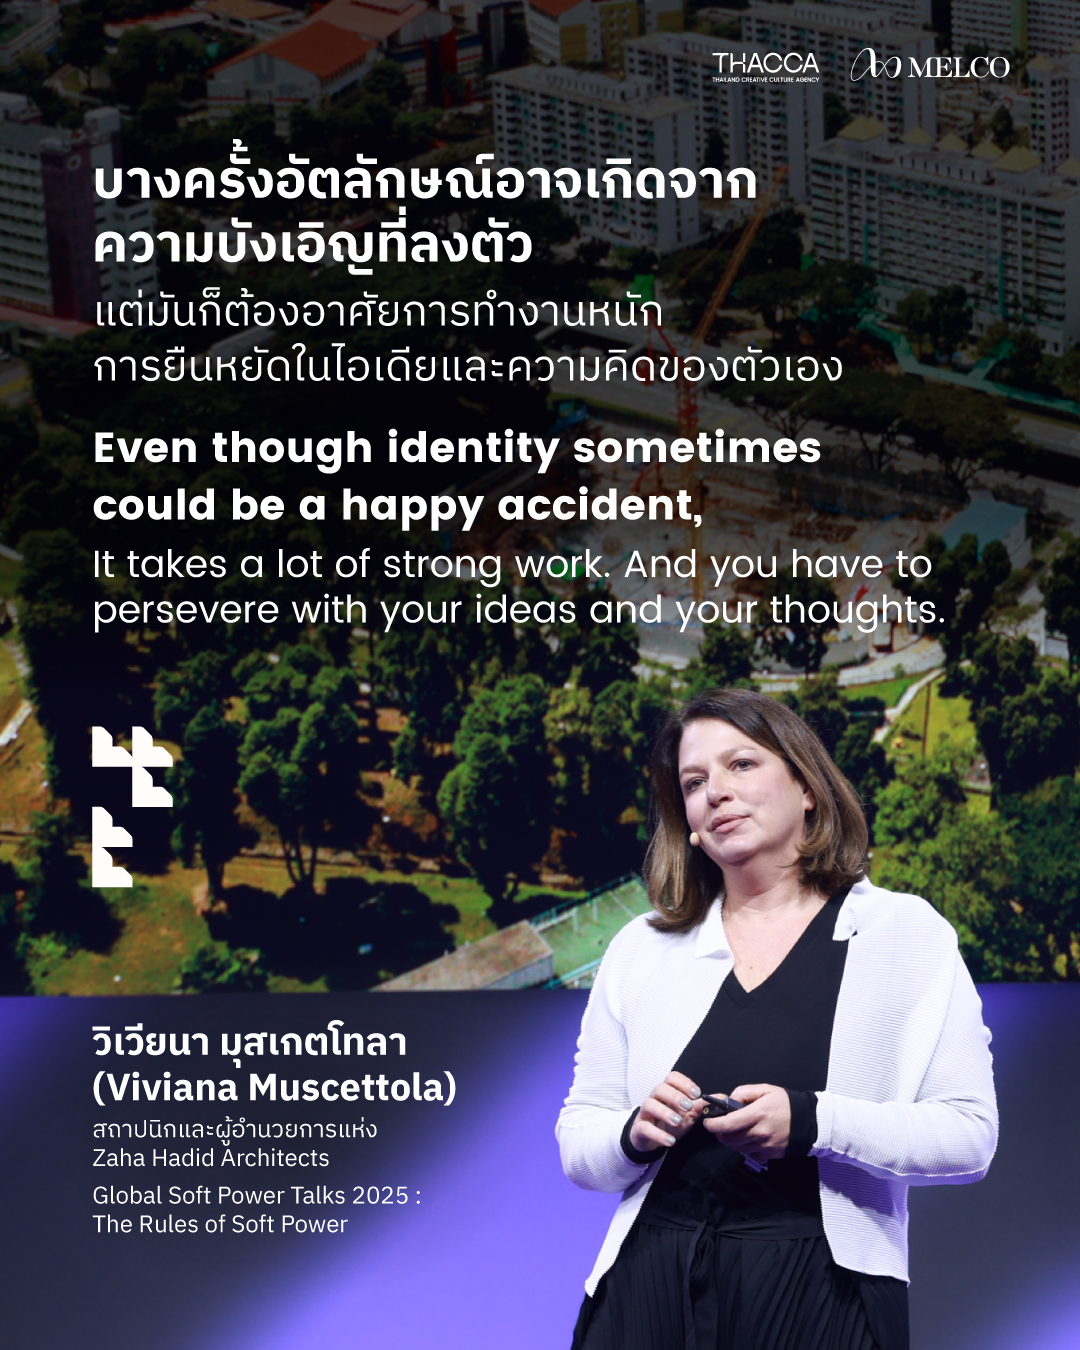 THACCA
THAILAND CREATIVE CULTURE AGENCY
MELCO
บางครั้งอัตลักษณ์อาจเกิดจาก
ความบังเอิญที่ลงตัว
แต่มันก็ต้องอาศัยการทำงานหนัก
การยืนหยัดในไอเดียและความคิดของตัวเอง
Even though identity sometimes
could be a happy accident,
It takes a lot of strong work. And you have to
persevere with your ideas and your thoughts.
วิเวียนา มุสเกตโทลา
(Viviana Muscettola)
สถาปนิกและผู้อำนวยการแห่ง
Zaha Hadid Architects
Global Soft Power Talks 2025 :
The Rules of Soft Power